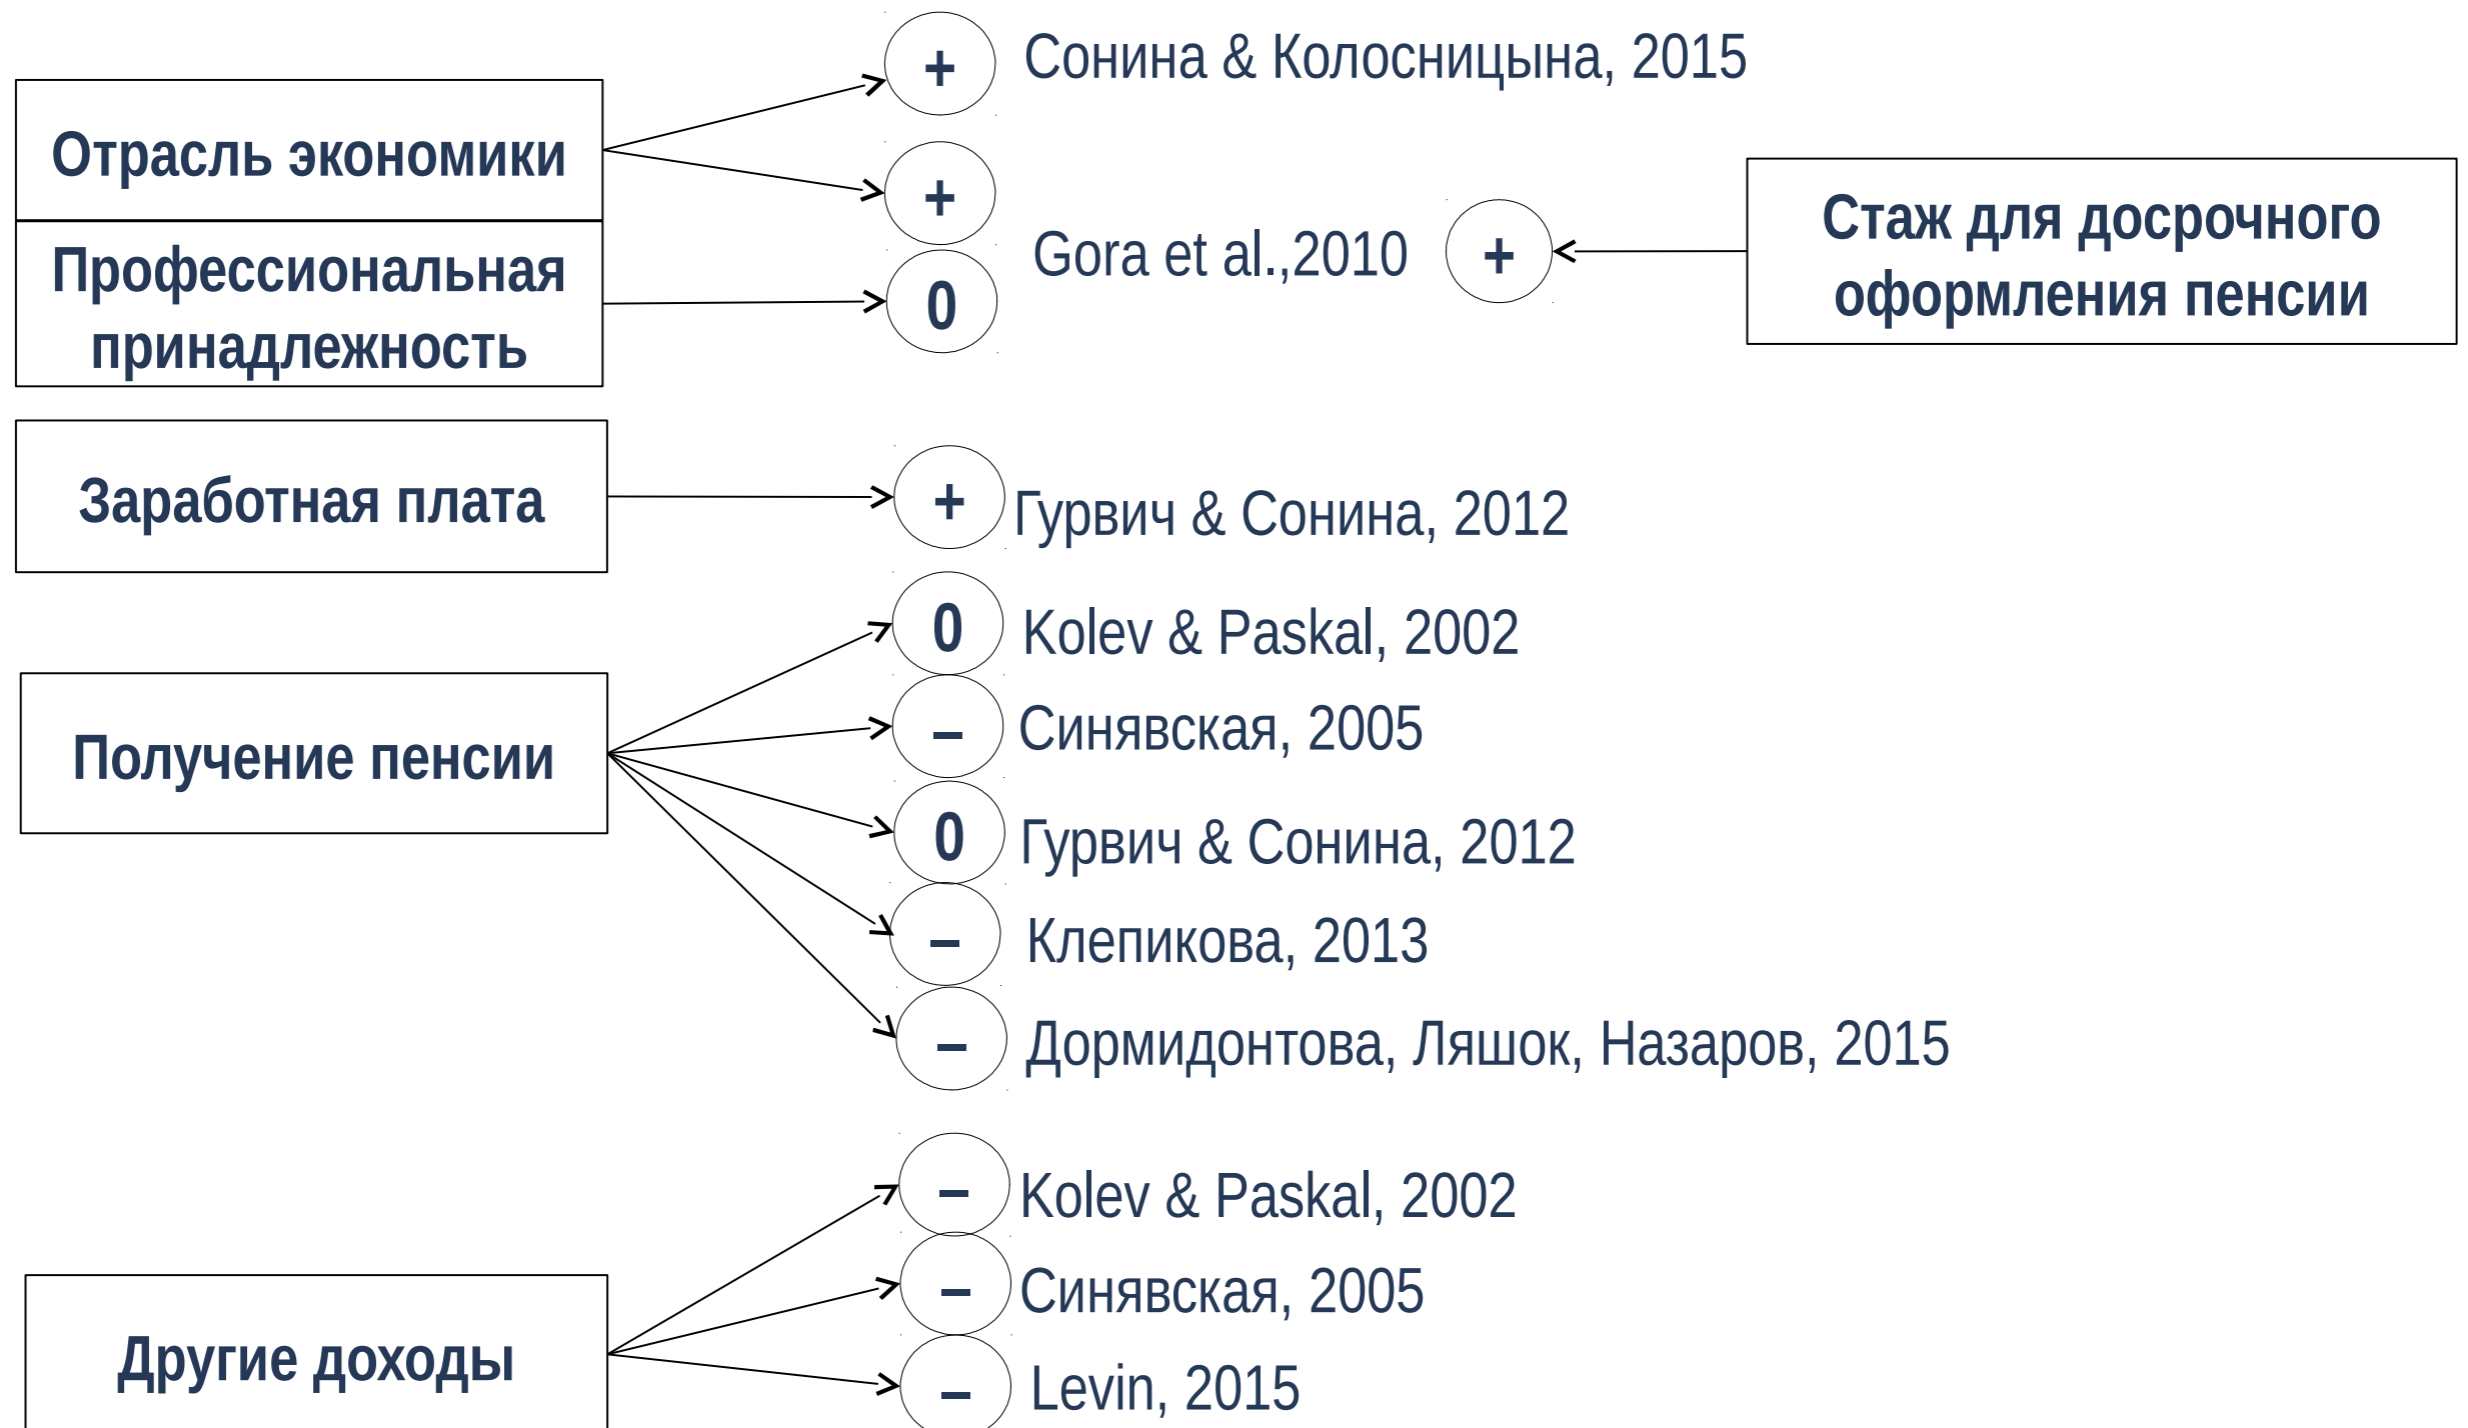 + Сонина & Колосницына, 2015
Отрасль экономики
+
Профессиональная
принадлежность
0
Gora et al.,2010
+
Стаж для досрочного
оформления пенсии
Заработная плата
+ Гурвич & Сонина, 2012
Получение пенсии
0 Kolev & Paskal, 2002
– Синявская, 2005
0 Гурвич & Сонина, 2012
– Клепикова, 2013
– Дормидонтова, Ляшок, Назаров, 2015
Другие доходы
– Kolev & Paskal, 2002
– Синявская, 2005
– Levin, 2015